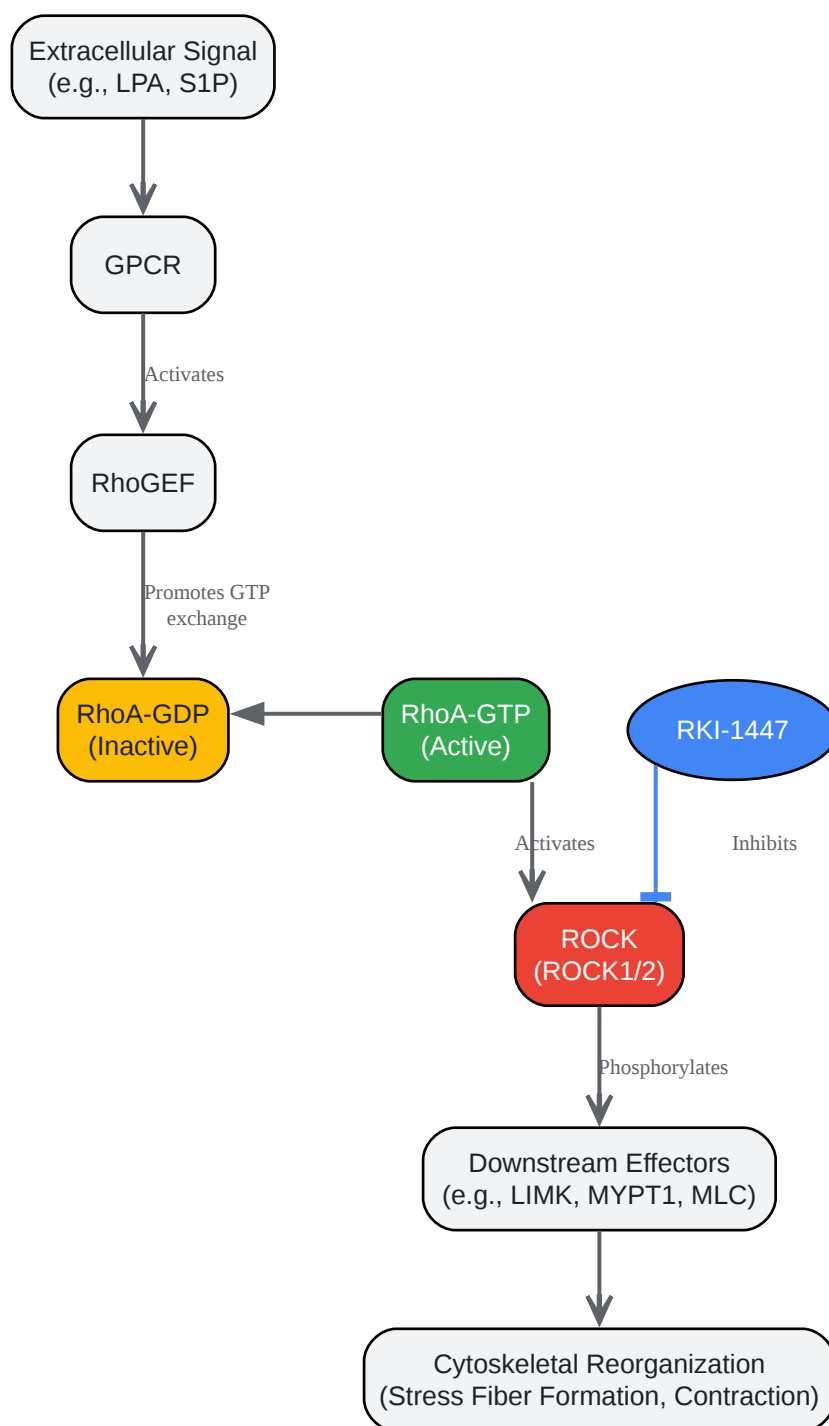 Extracellular Signal
(e.g., LPA, S1P)
GPCR
Activates
RhoGEF
Promotes GTP
exchange
RhoA-GDP
(Inactive)
RhoA-GTP
(Active)
RKI-1447
Activates
Inhibits
ROCK
(ROCK1/2)
Phosphorylates
Downstream Effectors
(e.g., LIMK, MYPT1, MLC)
Cytoskeletal Reorganization
(Stress Fiber Formation, Contraction)